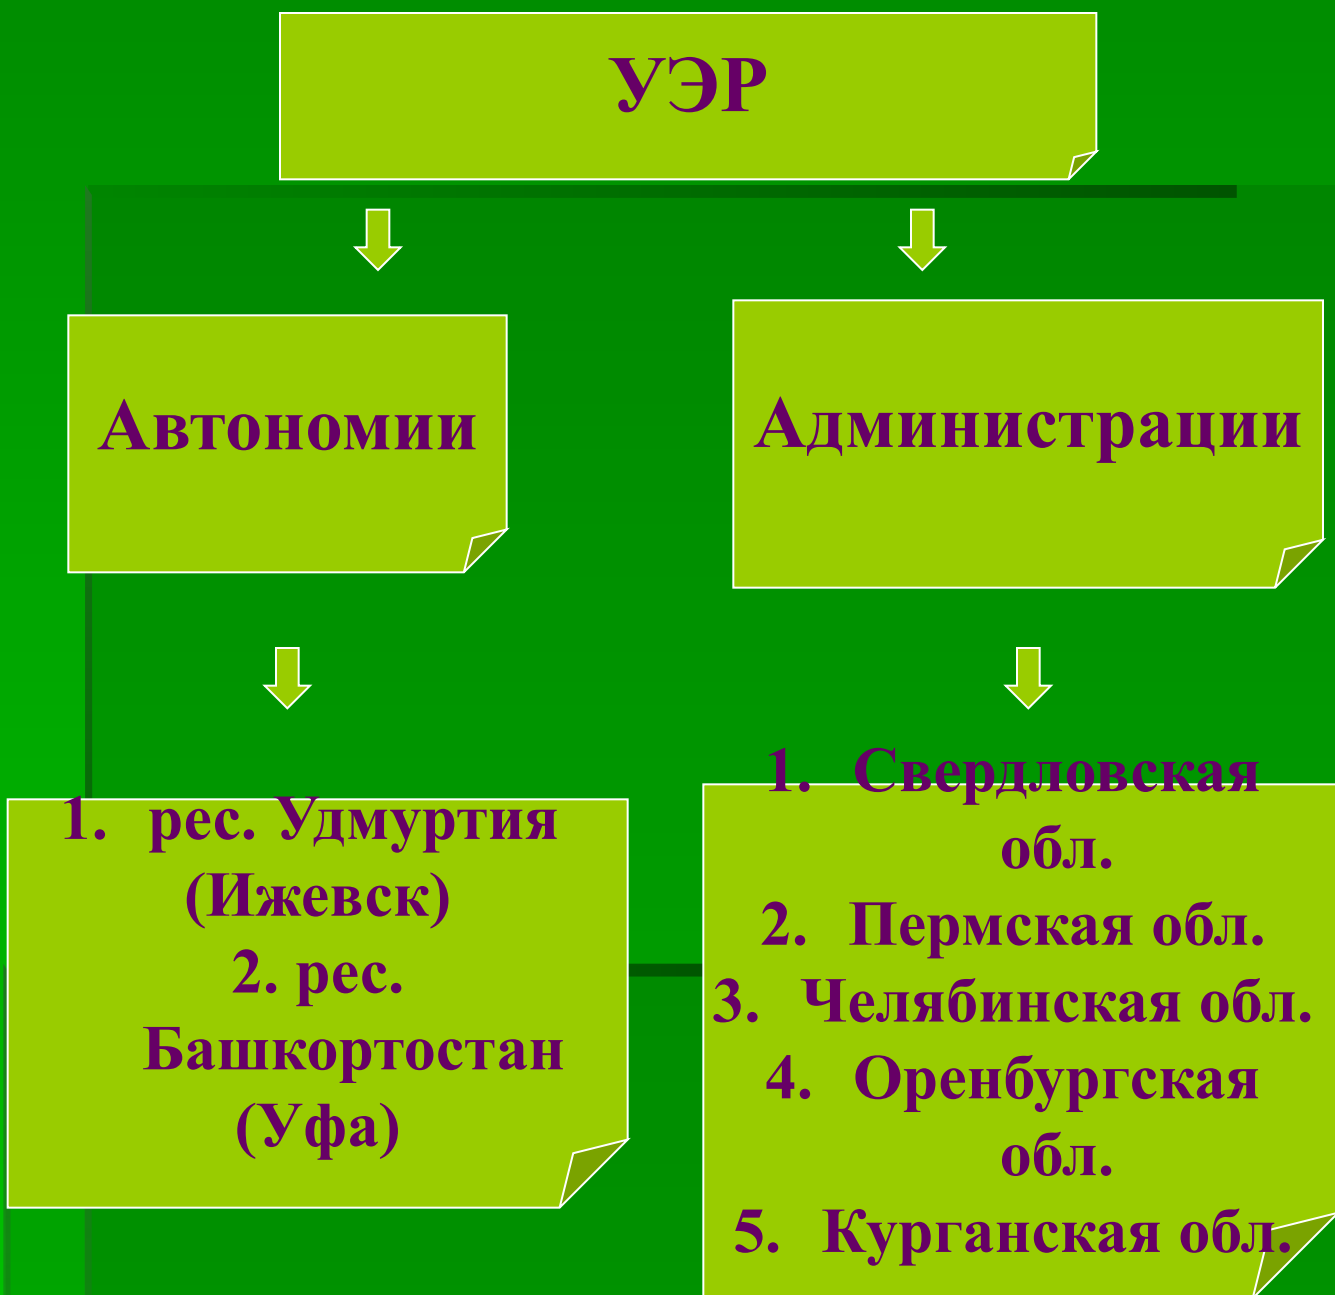 УЭР
Автономии
Администрации
1. рес. Удмуртия
(Ижевск)
2. рес.
Башкортостан
(Уфа)
1. Свердловская
обл.
2. Пермская обл.
3. Челябинская обл.
4. Оренбургская
обл.
5. Курганская обл.